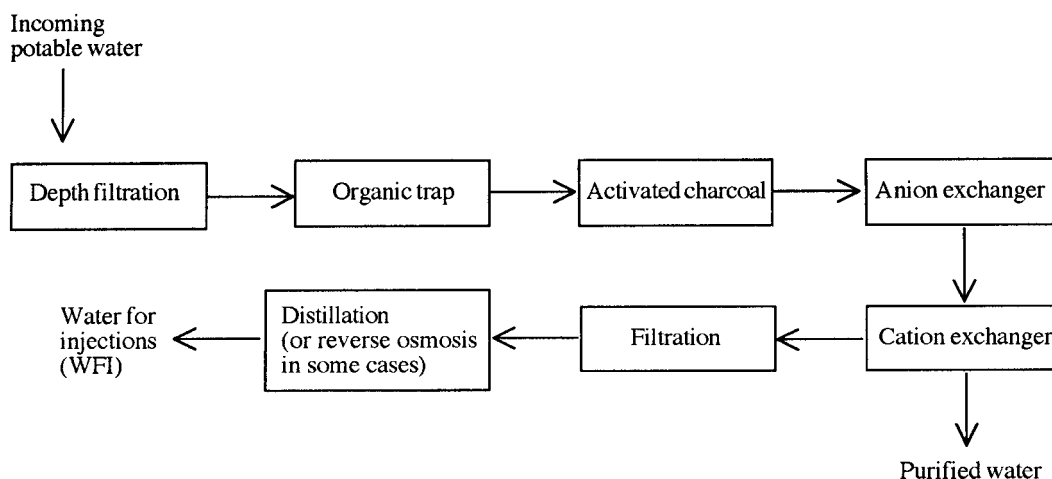 Incoming
potable water
Depth filtration
Organic trap
Activated charcoal
Anion exchanger
Cation exchanger
Filtration
Distillation
(or reverse osmosis
in some cases)
Water for
injections
(WFI)
Purified water